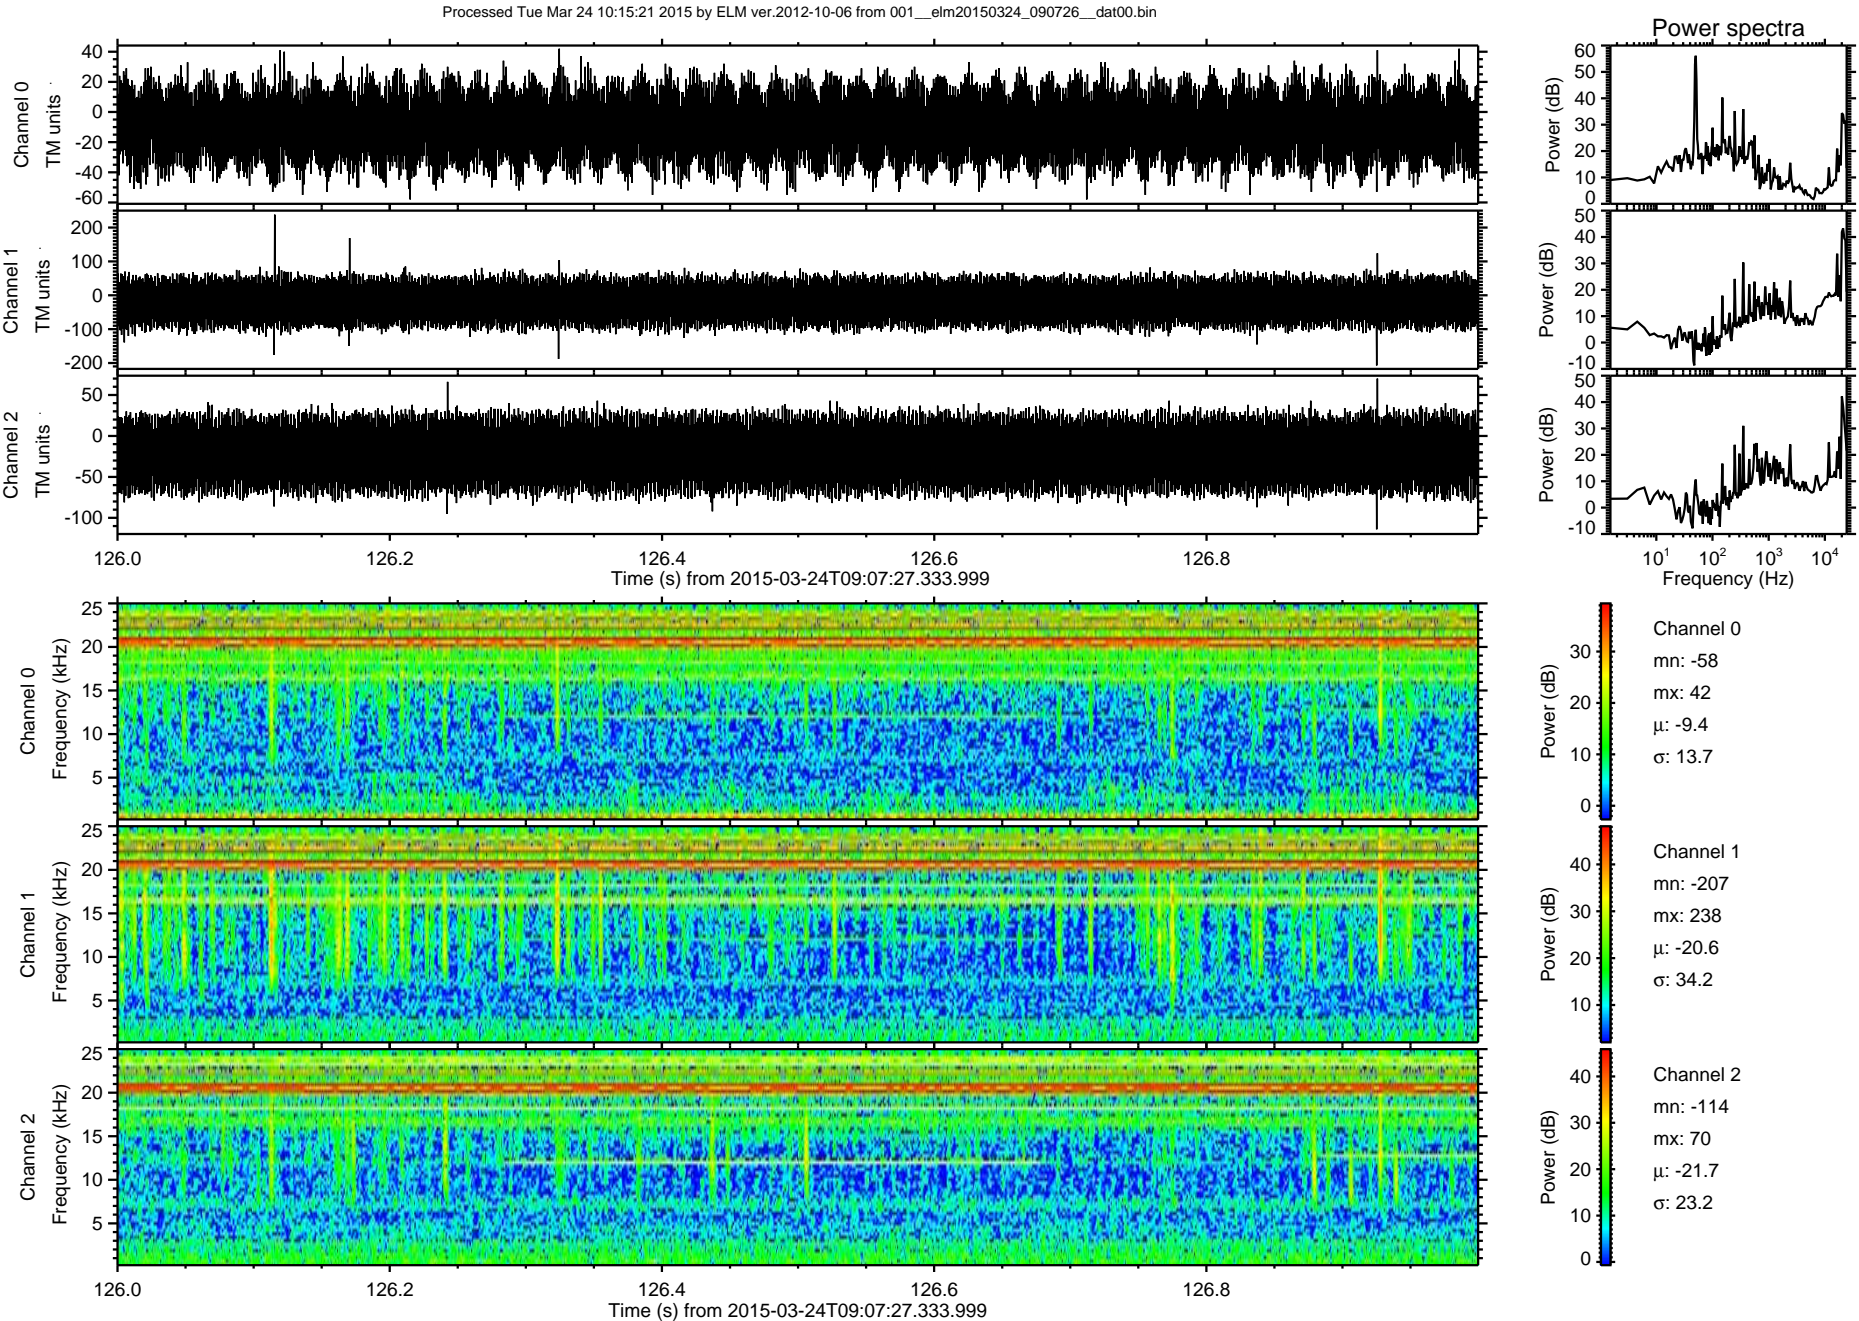 Processed Tue Mar 24 10:15:21 2015 by ELM ver.2012-10-06 from 001__elm20150324_090726__dat00.bin
Power spectra
Channel 0
TM units
40
20
0
-20
-40
-60
Power (dB)
60
50
40
30
20
10
0
Channel 1
TM units
200
100
0
-100
-200
Power (dB)
50
40
30
20
10
0
-10
Channel 2
TM units
50
0
-50
-100
Power (dB)
50
40
30
20
10
0
-10
126.0 126.2 126.4 126.6 126.8
Time (s) from 2015-03-24T09:07:27.333.999
10^1 10^2 10^3 10^4
Frequency (Hz)
Channel 0
Frequency (kHz)
25
20
15
10
5
Power (dB)
30
20
10
0
Channel 0
mn: -58
mx: 42
μ: -9.4
σ: 13.7
Channel 1
Frequency (kHz)
25
20
15
10
5
Power (dB)
40
30
20
10
Channel 1
mn: -207
mx: 238
μ: -20.6
σ: 34.2
Channel 2
Frequency (kHz)
25
20
15
10
5
Power (dB)
40
30
20
10
0
Channel 2
mn: -114
mx: 70
μ: -21.7
σ: 23.2
126.0 126.2 126.4 126.6 126.8
Time (s) from 2015-03-24T09:07:27.333.999